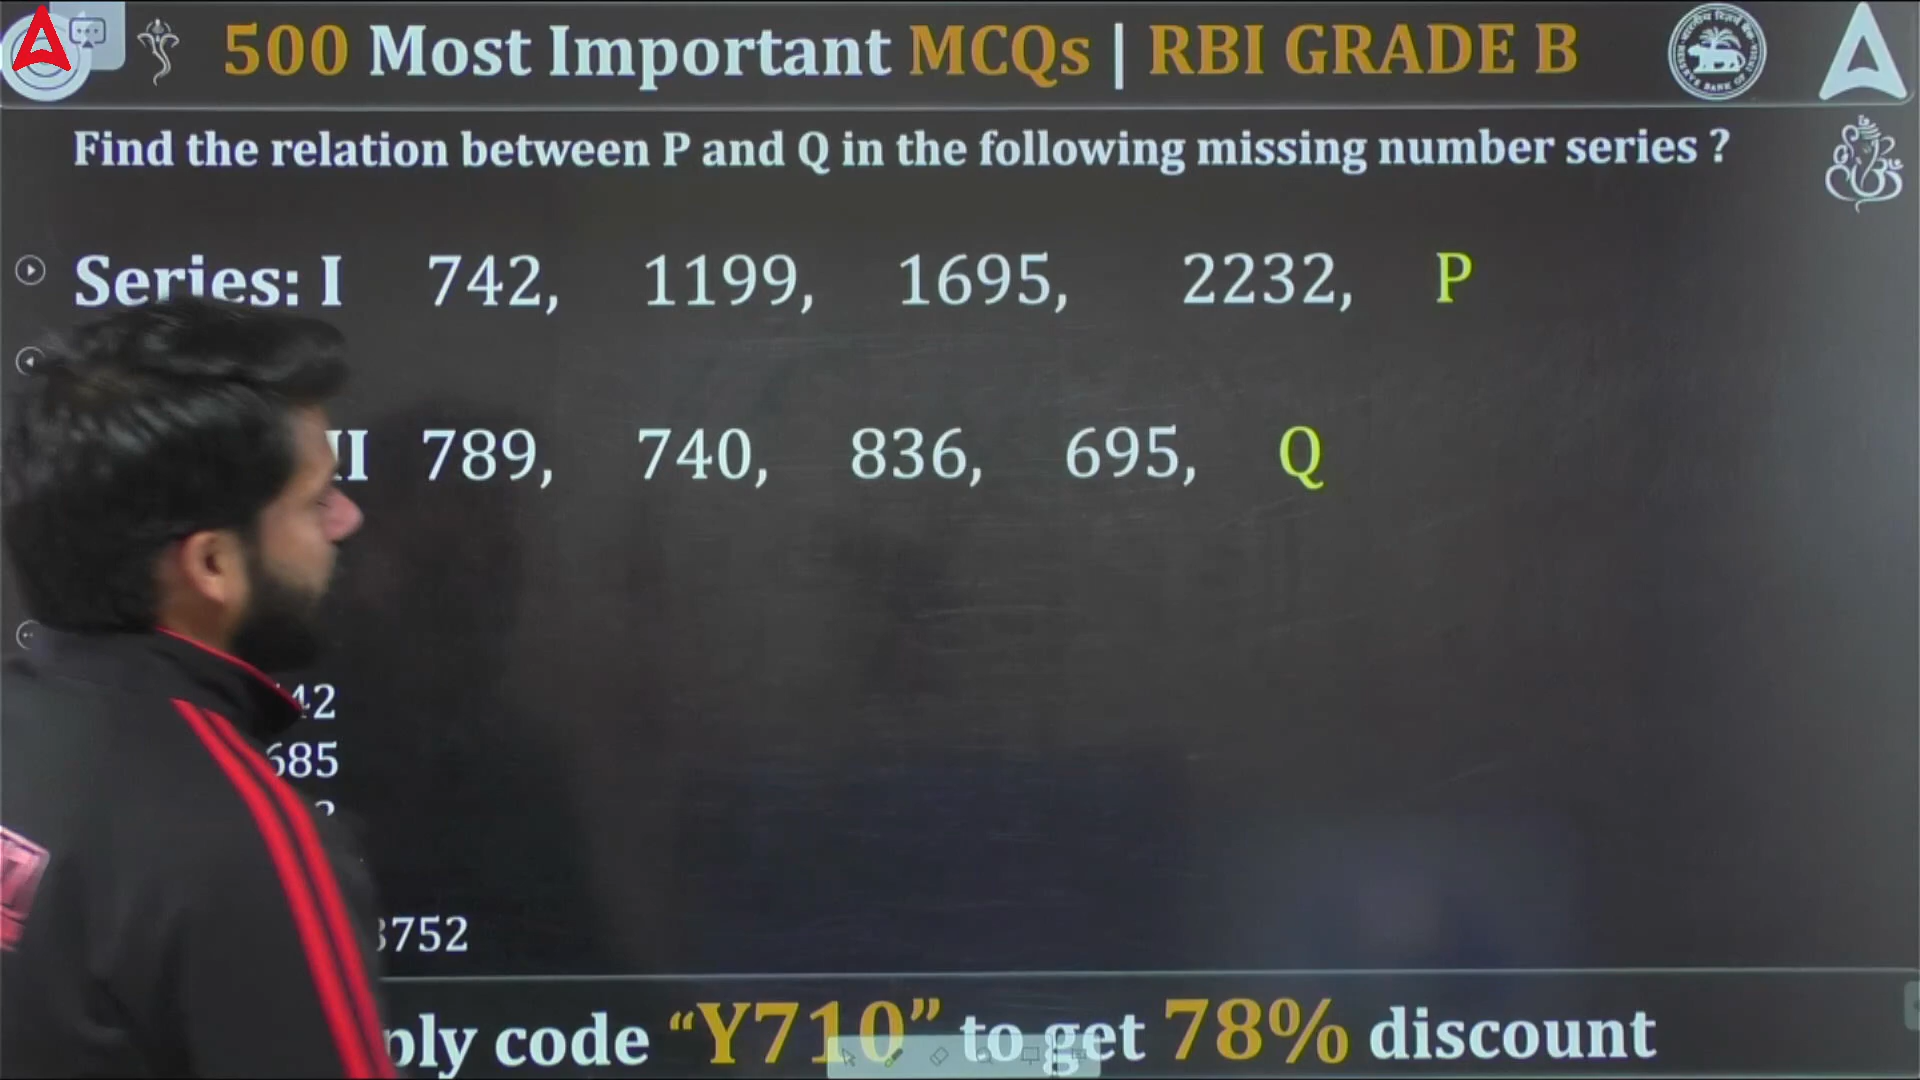 500 Most Important MCQs | RBI GRADE B
Find the relation between P and Q in the following missing number series ?
Series: I 742, 1199, 1695, 2232, P
II 789, 740, 836, 695, Q
42
685
3752
code “Y710” to get 78% discount